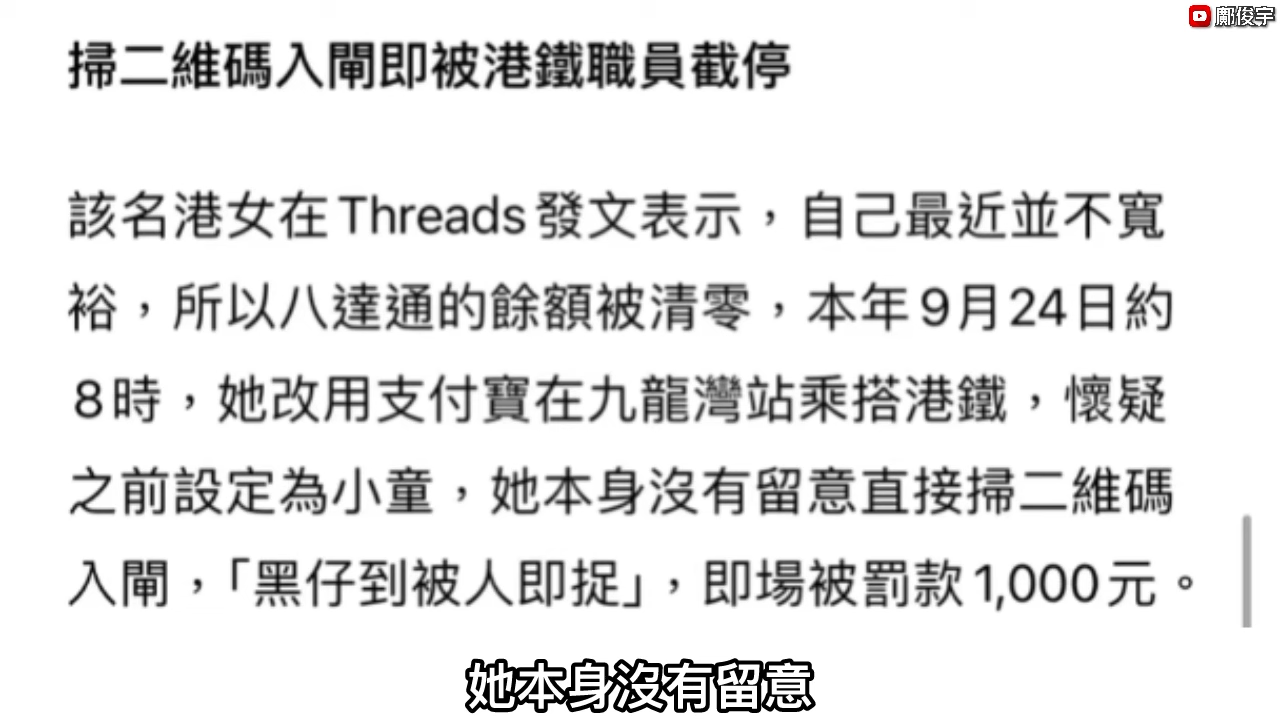 鄺俊宇
掃二維碼入閘即被港鐵職員截停
該名港女在Threads發文表示，自己最近並不寬
裕，所以八達通的餘額被清零，本年9月24日約
8時，她改用支付寶在九龍灣站乘搭港鐵，懷疑
之前設定為小童，她本身沒有留意直接掃二維碼
入閘，「黑仔到被人即捉」，即場被罰款1,000元。
她本身沒有留意